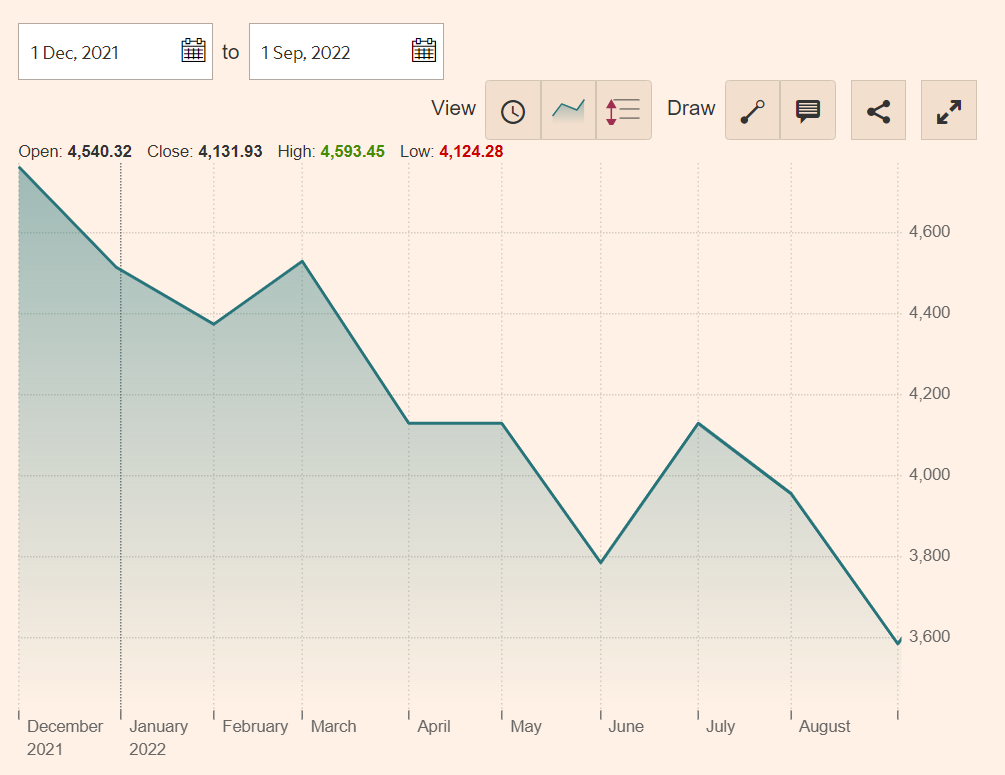 1 Dec, 2021 to 1 Sep, 2022
View Draw
Open: 4,540.32 Close: 4,131.93 High: 4,593.45 Low: 4,124.28
4,600
4,400
4,200
4,000
3,800
3,600
December January February March April May June July August
2021 2022